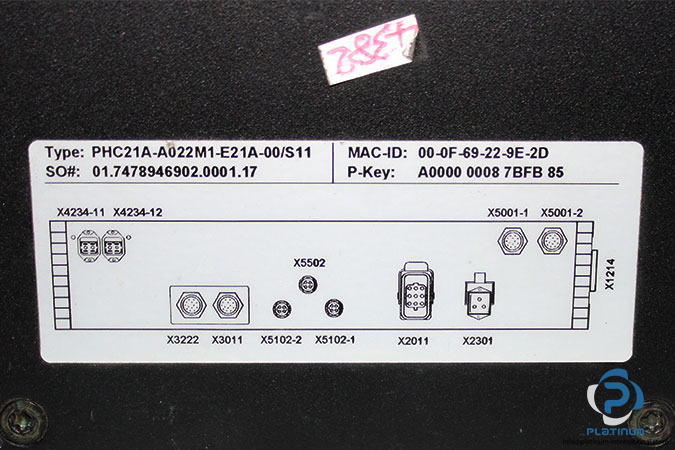 Type: PHC21A-A022M1-E21A-00/S11
SO#: 01.7478946902.0001.17
MAC-ID: 00-0F-69-22-9E-2D
P-Key: A0000 0008 7BFB 85
X4234-11 X4234-12
X5001-1 X5001-2
X5502
X1214
X3222 X3011 X5102-2 X5102-1 X2011 X2301
PLATINUM